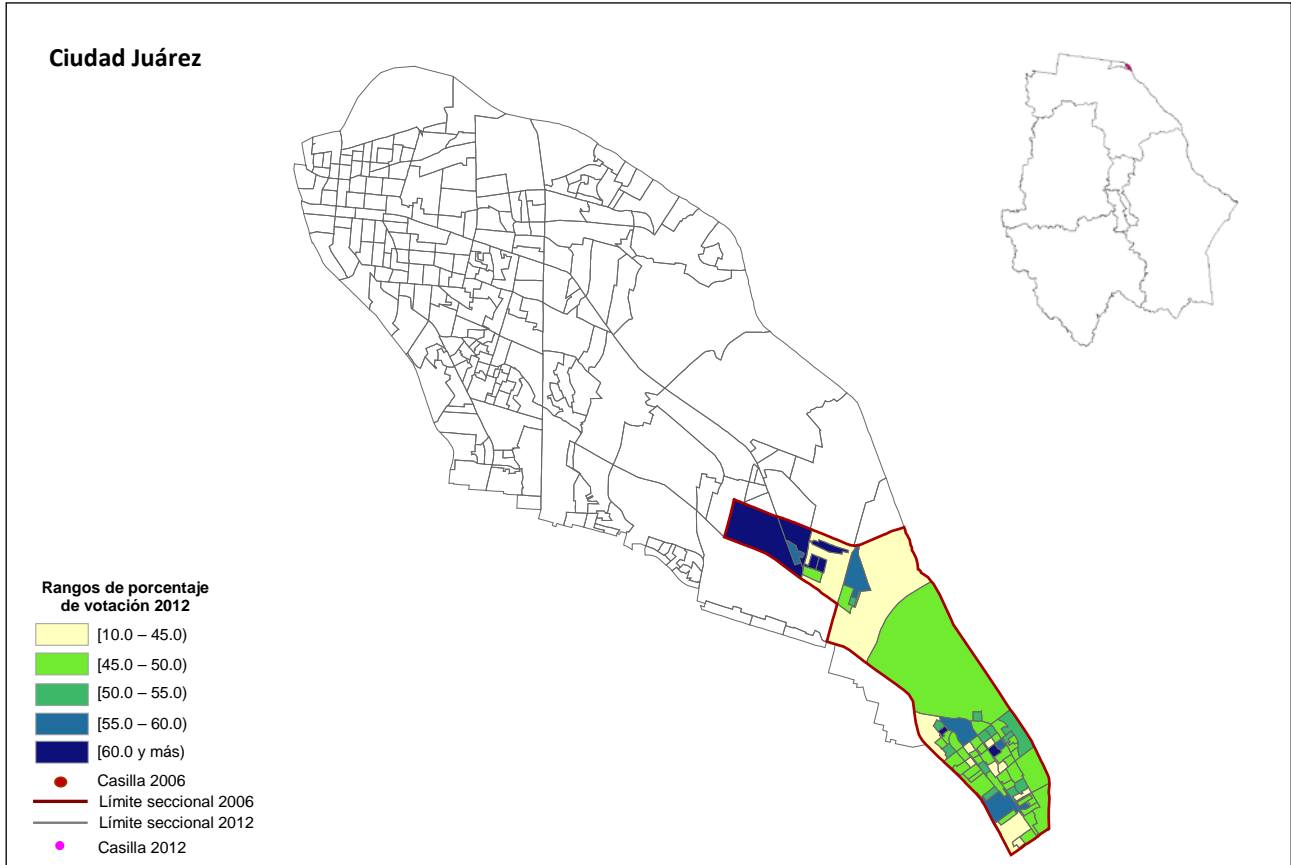 Ciudad Juárez
Rangos de porcentaje
de votación 2012
[10.0 – 45.0)
[45.0 – 50.0)
[50.0 – 55.0)
[55.0 – 60.0)
[60.0 y más)
Casilla 2006
Límite seccional 2006
Límite seccional 2012
Casilla 2012